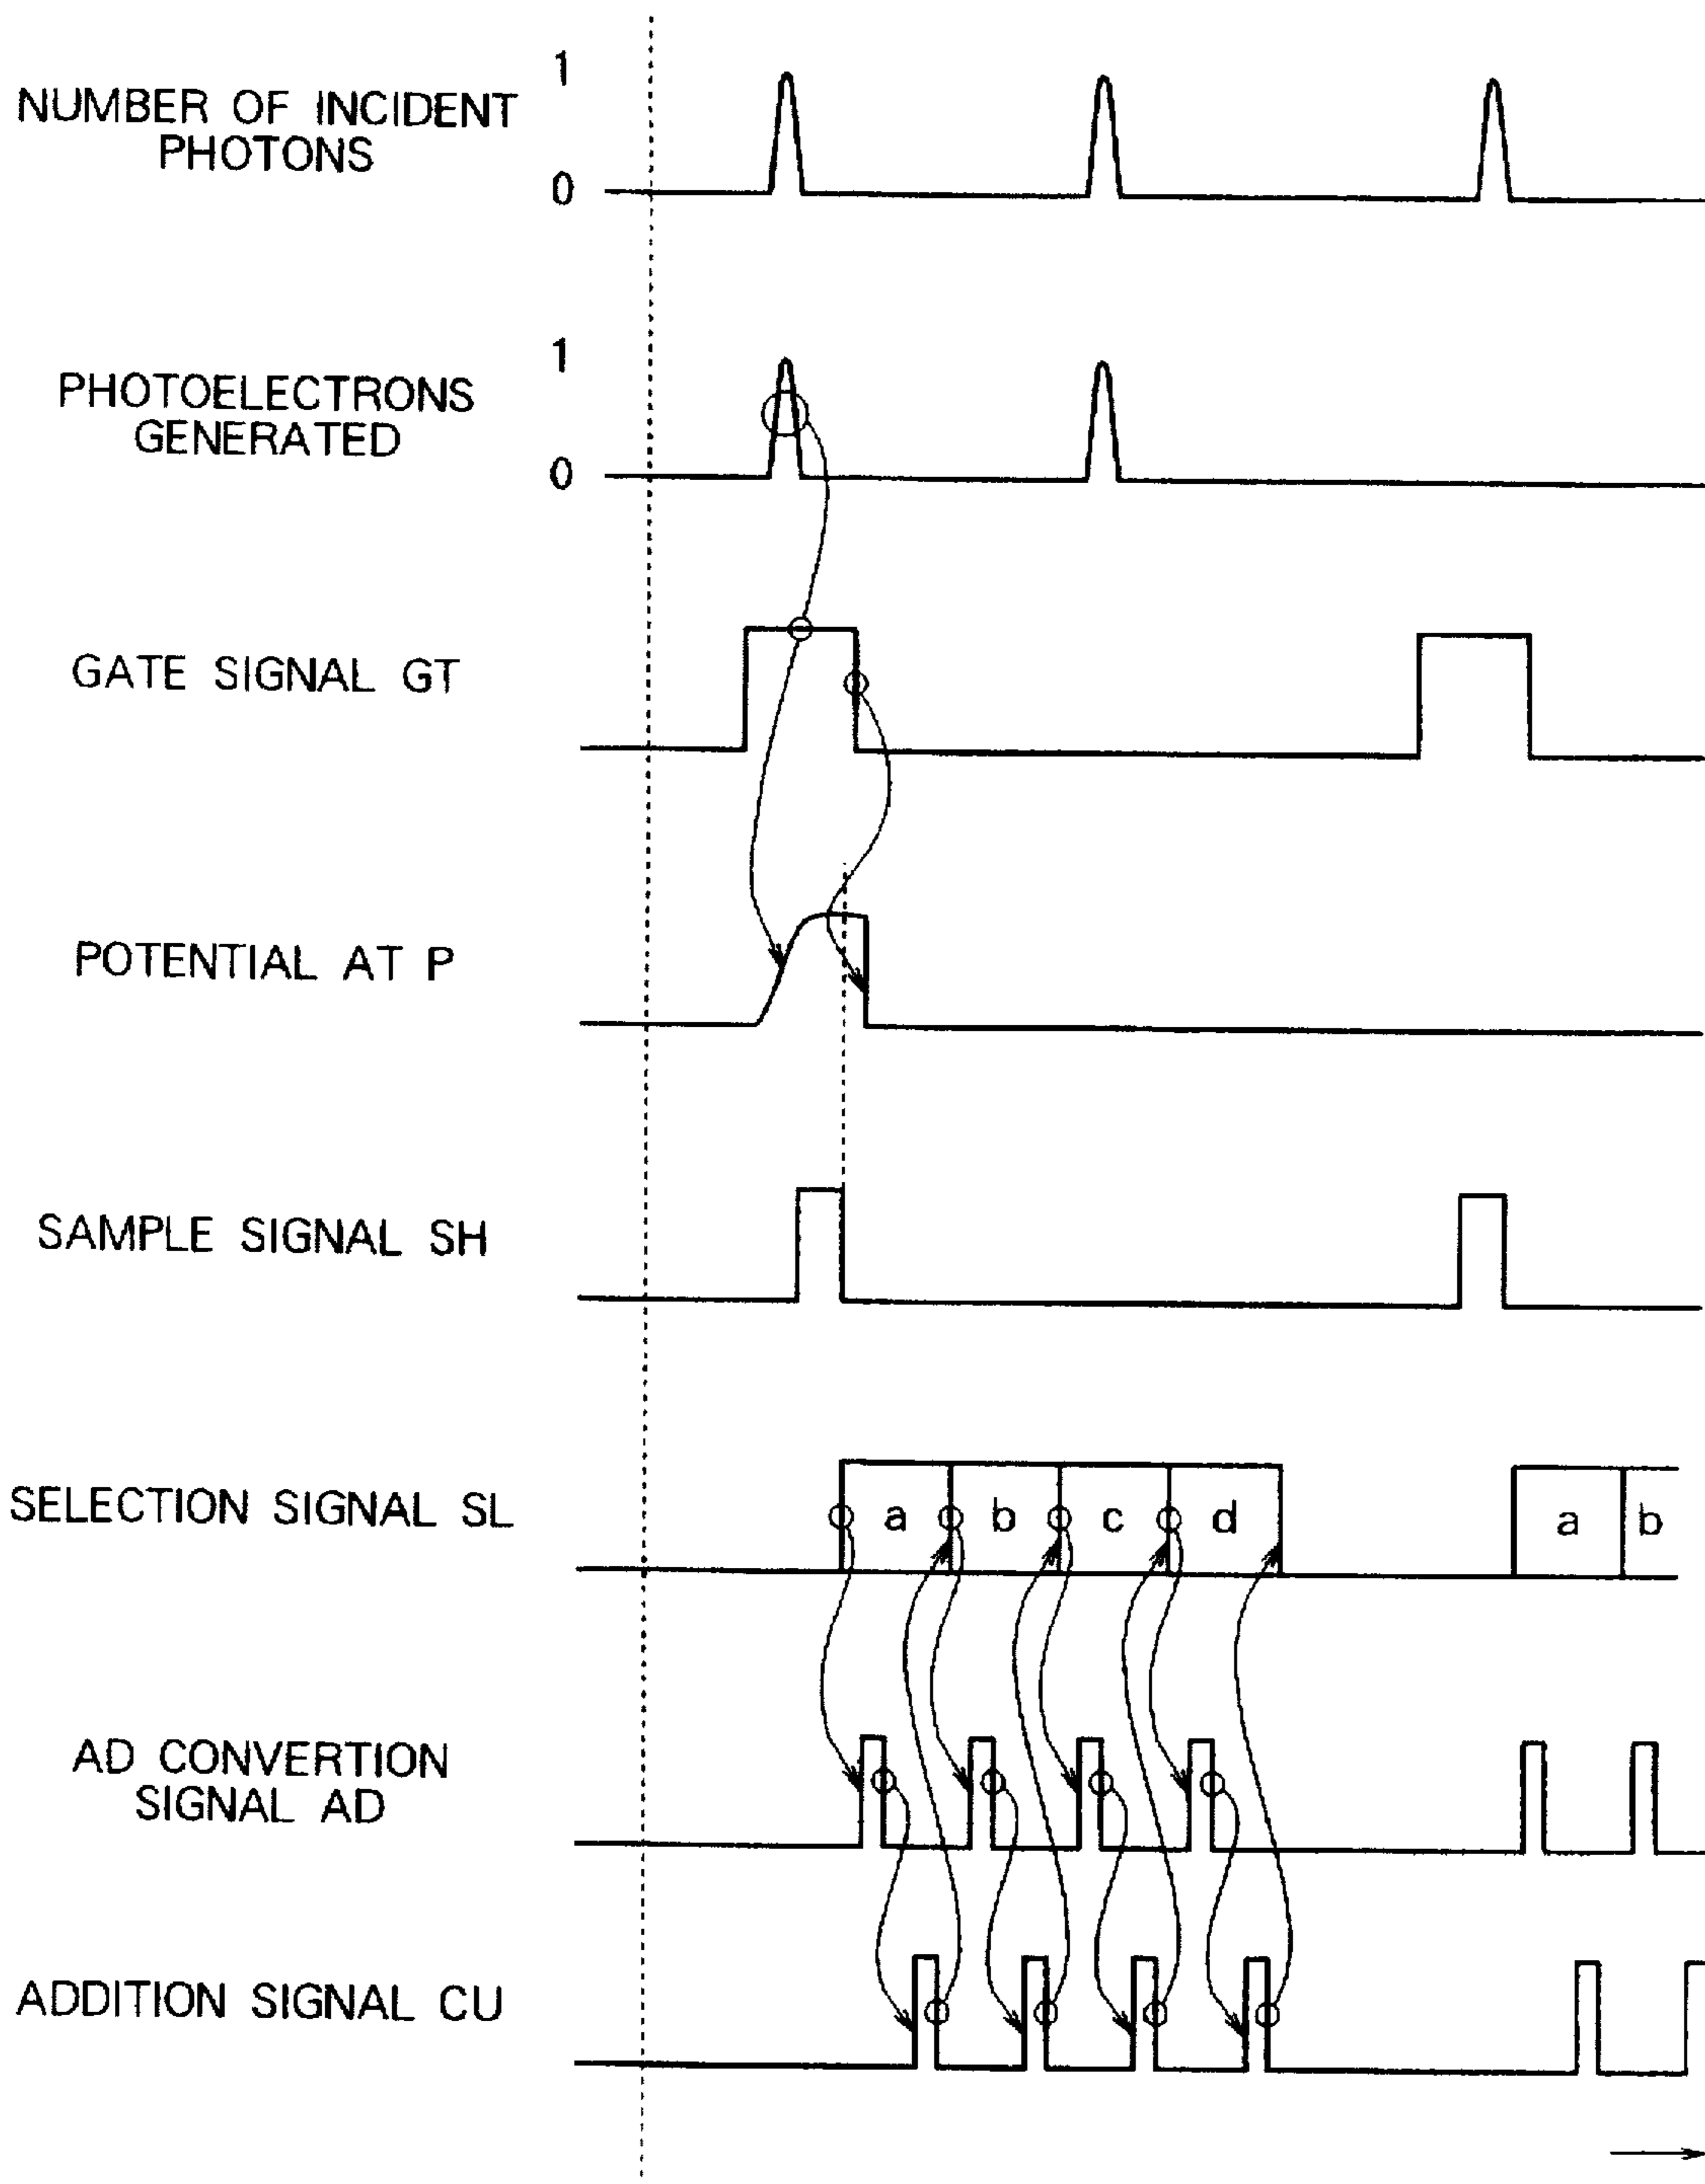 1
NUMBER OF INCIDENT
PHOTONS
0
1
PHOTOELECTRONS
GENERATED
0
GATE SIGNAL GT
POTENTIAL AT P
SAMPLE SIGNAL SH
SELECTION SIGNAL SL
a b c d a b
AD CONVERTION
SIGNAL AD
ADDITION SIGNAL CU